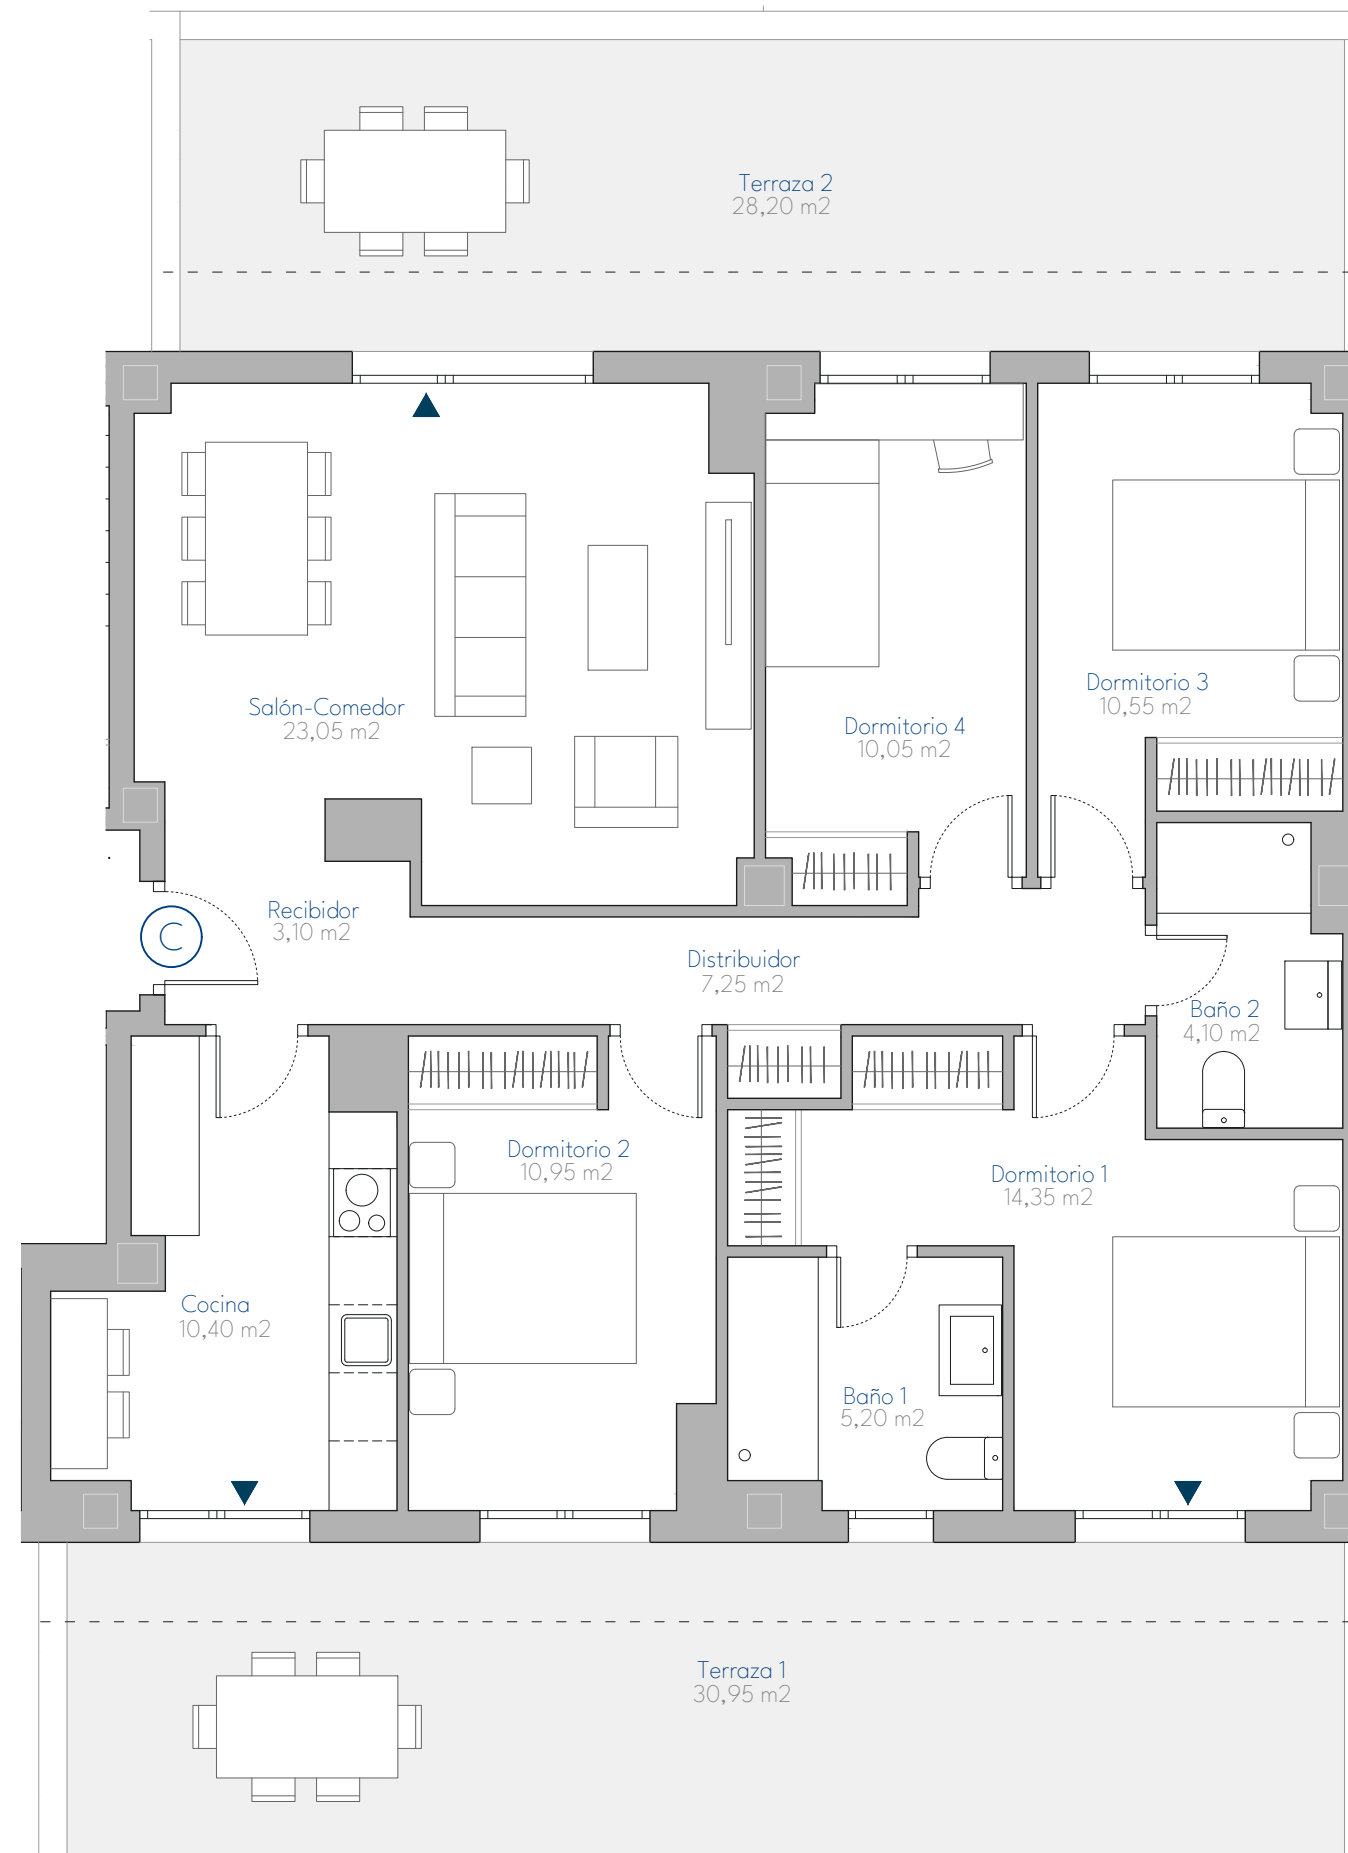 Terraza 2
28,20 m2
Salón-Comedor
23,05 m2
Dormitorio 4
10,05 m2
Dormitorio 3
10,55 m2
C
Recibidor
3,10 m2
Distribuidor
7,25 m2
Baño 2
4,10 m2
Dormitorio 2
10,95 m2
Dormitorio 1
14,35 m2
Cocina
10,40 m2
Baño 1
5,20 m2
Terraza 1
30,95 m2